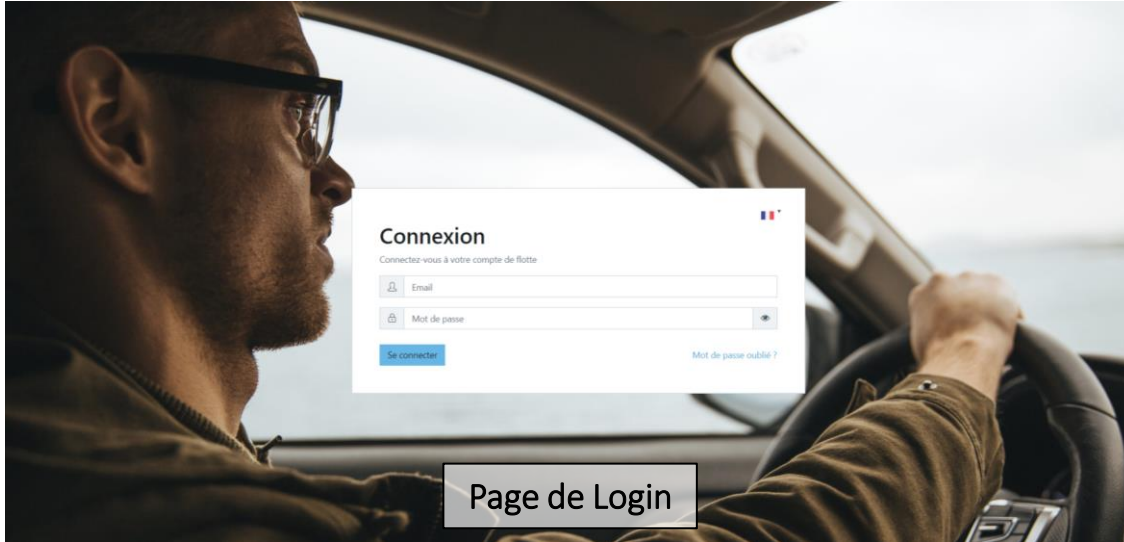 Connexion
Connectez-vous à votre compte de flotte
Email
Mot de passe
Se connecter
Mot de passe oublié ?
Page de Login